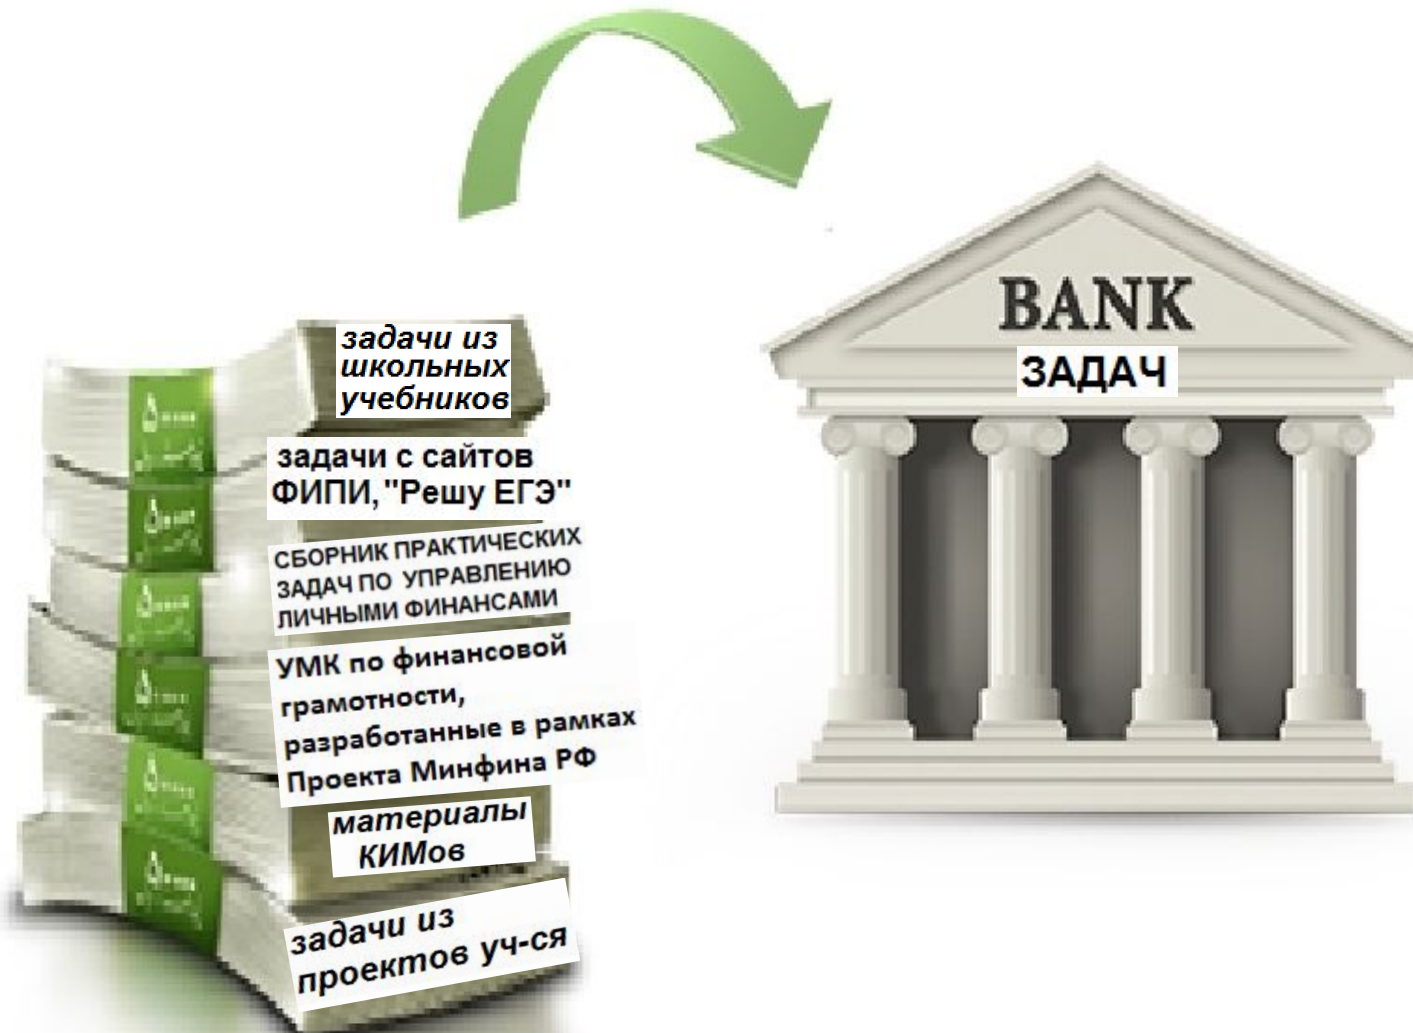 задачи из
школьных
учебников
задачи с сайтов
ФИПИ, "Решу ЕГЭ"
СБОРНИК ПРАКТИЧЕСКИХ
ЗАДАЧ ПО УПРАВЛЕНИЮ
ЛИЧНЫМИ ФИНАНСАМИ
УМК по финансовой
грамотности,
разработанные в рамках
Проекта Минфина РФ
материалы
КИМов
задачи из
проектов уч-ся
BANK
ЗАДАЧ